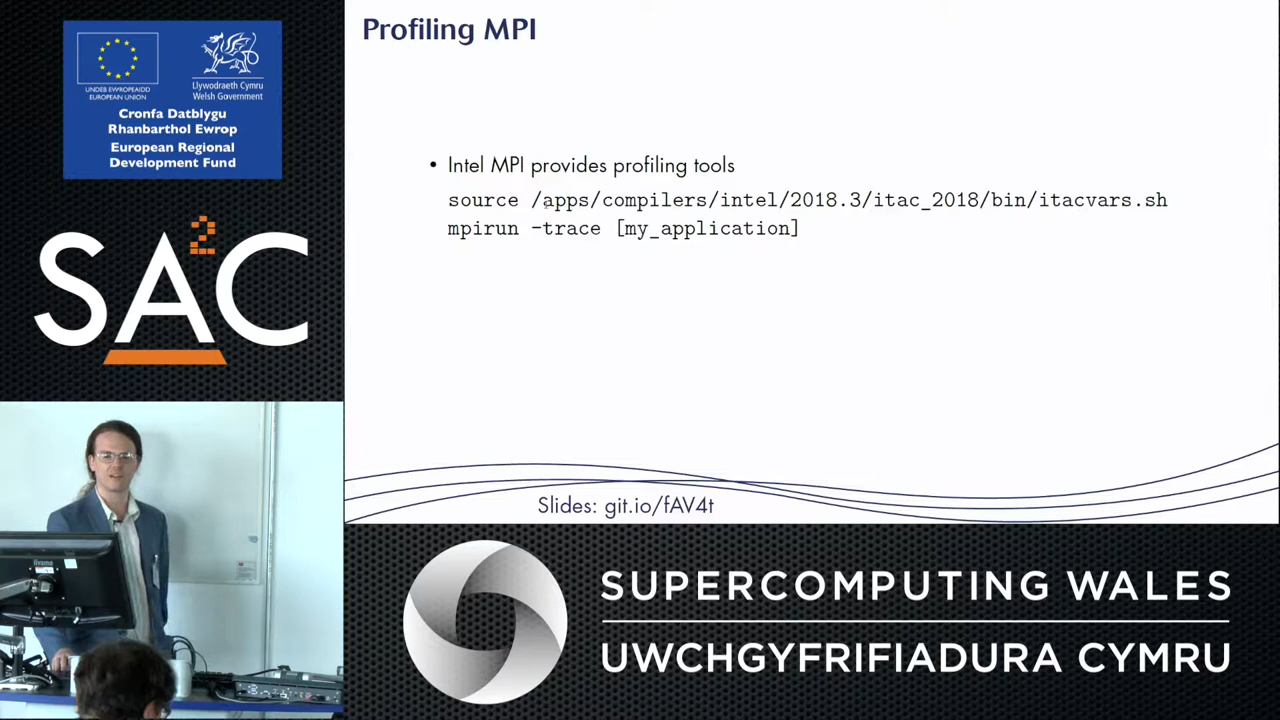 UNDEB EWROPEAIDD
EUROPEAN UNION
Llywodraeth Cymru
Welsh Government
Cronfa Datblygu
Rhanbarthol Ewrop
European Regional
Development Fund
SA2C
Profiling MPI
• Intel MPI provides profiling tools
source /apps/compilers/intel/2018.3/itac_2018/bin/itacvars.sh
mpirun -trace [my_application]
Slides: git.io/fAV4t
iiyama
SUPERCOMPUTING WALES
UWCHGYFRIFIADURA CYMRU